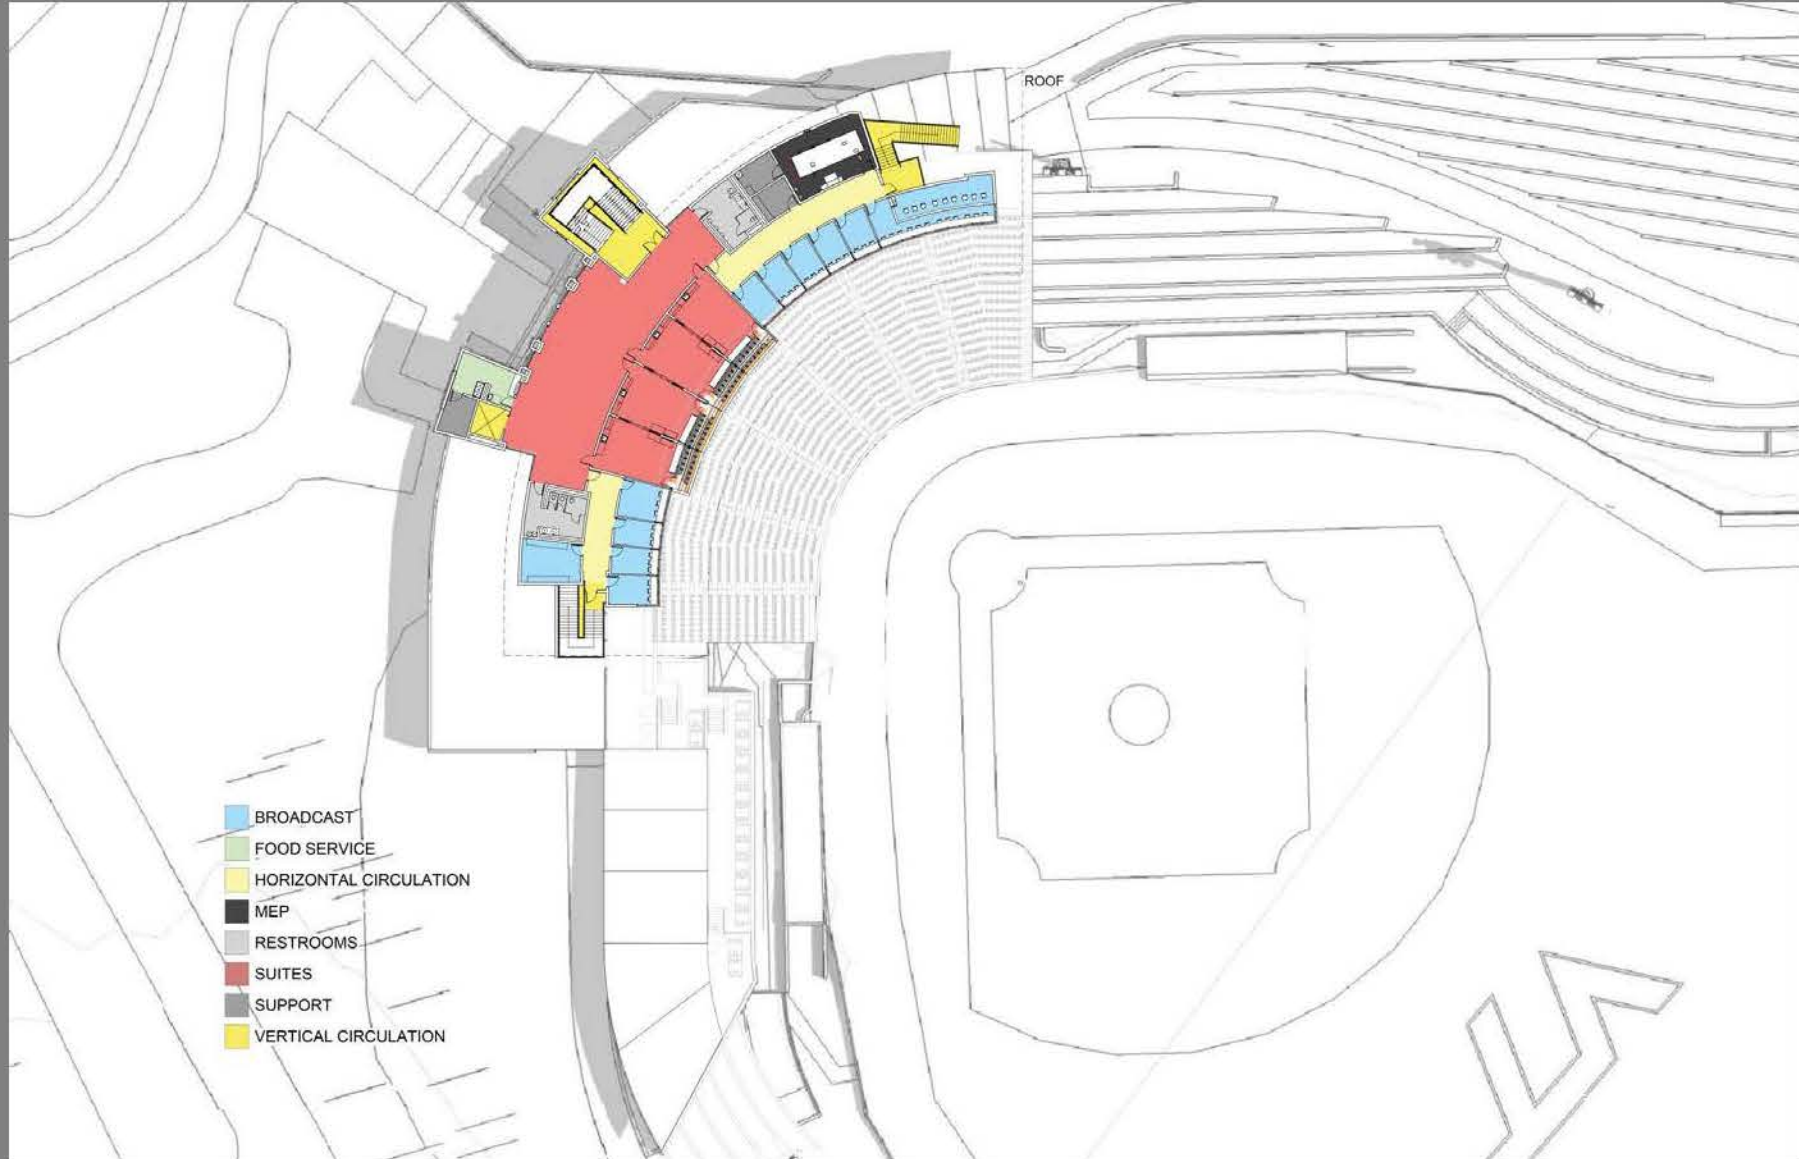 ROOF
BROADCAST
FOOD SERVICE
HORIZONTAL CIRCULATION
MEP
RESTROOMS
SUITES
SUPPORT
VERTICAL CIRCULATION